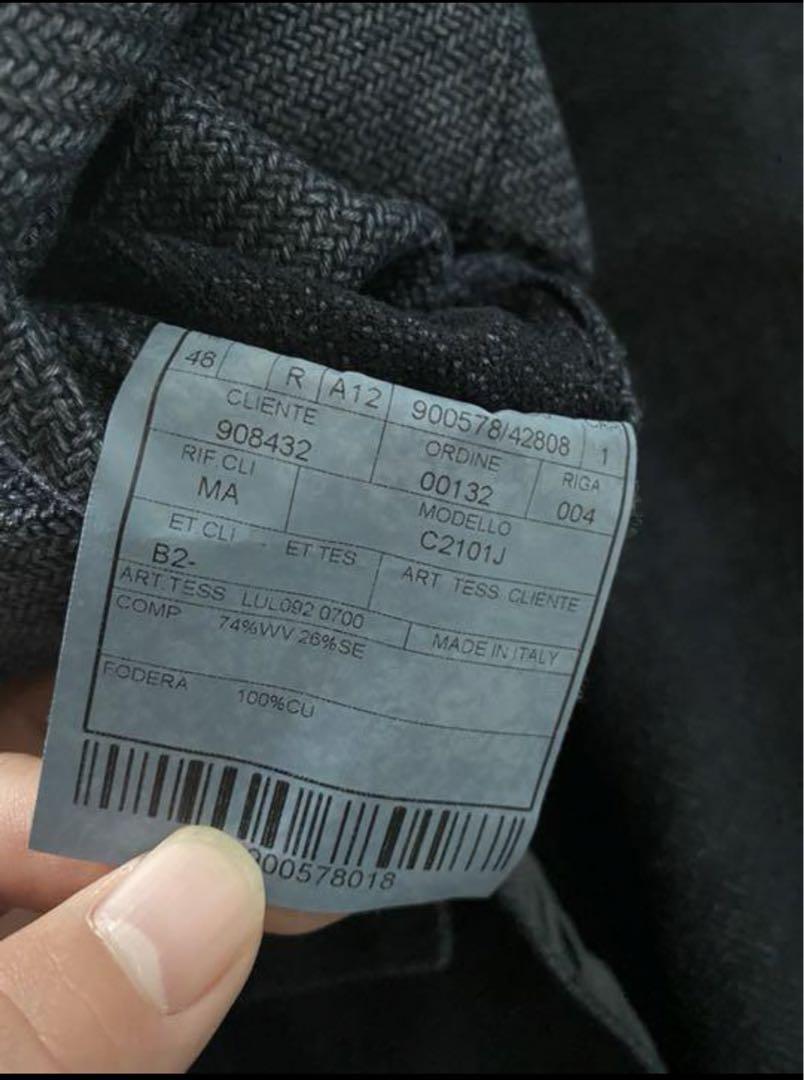 48 R A12 900578/42808 1
CLIENTE ORDINE RIGA
908432 00132 004
RIF.CLI MODELLO
MA C2101J
ET CLI ET TES ART. TESS. CLIENTE
B2-
ART.TESS LUL092 0700 MADE IN ITALY
COMP 74%WV 26%SE
FODERA 100%CU
900578018